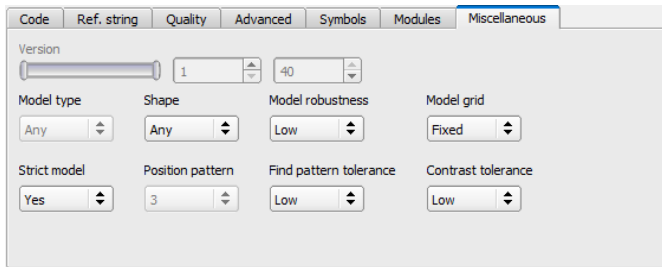 Code Ref. string Quality Advanced Symbols Modules Miscellaneous
Version
1 40
Model type Shape Model robustness Model grid
Any Any Low Fixed
Strict model Position pattern Find pattern tolerance Contrast tolerance
Yes 3 Low Low